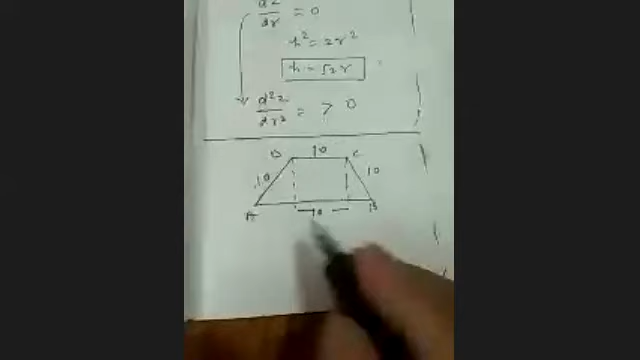 dz/dr = 0
h² = 2r²
h = √2 r
d²z/dr² = > 0
D 10 C
10 10
A 10 B